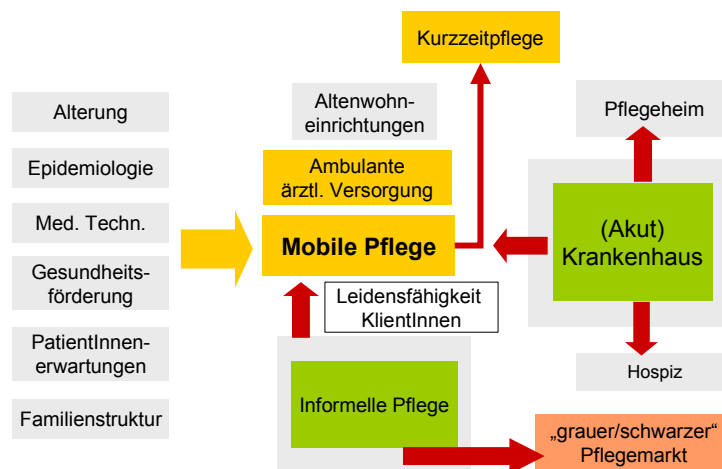 Kurzzeitpflege
Altenwohn-
einrichtungen
Pflegeheim
Alterung
Epidemiologie
Med. Techn.
Gesundheits-
förderung
PatientInnen-
erwartungen
Familienstruktur
Ambulante
ärztl. Versorgung
Mobile Pflege
(Akut)
Krankenhaus
Leidensfähigkeit
KlientInnen
Informelle Pflege
Hospiz
„grauer/schwarzer“
Pflegemarkt